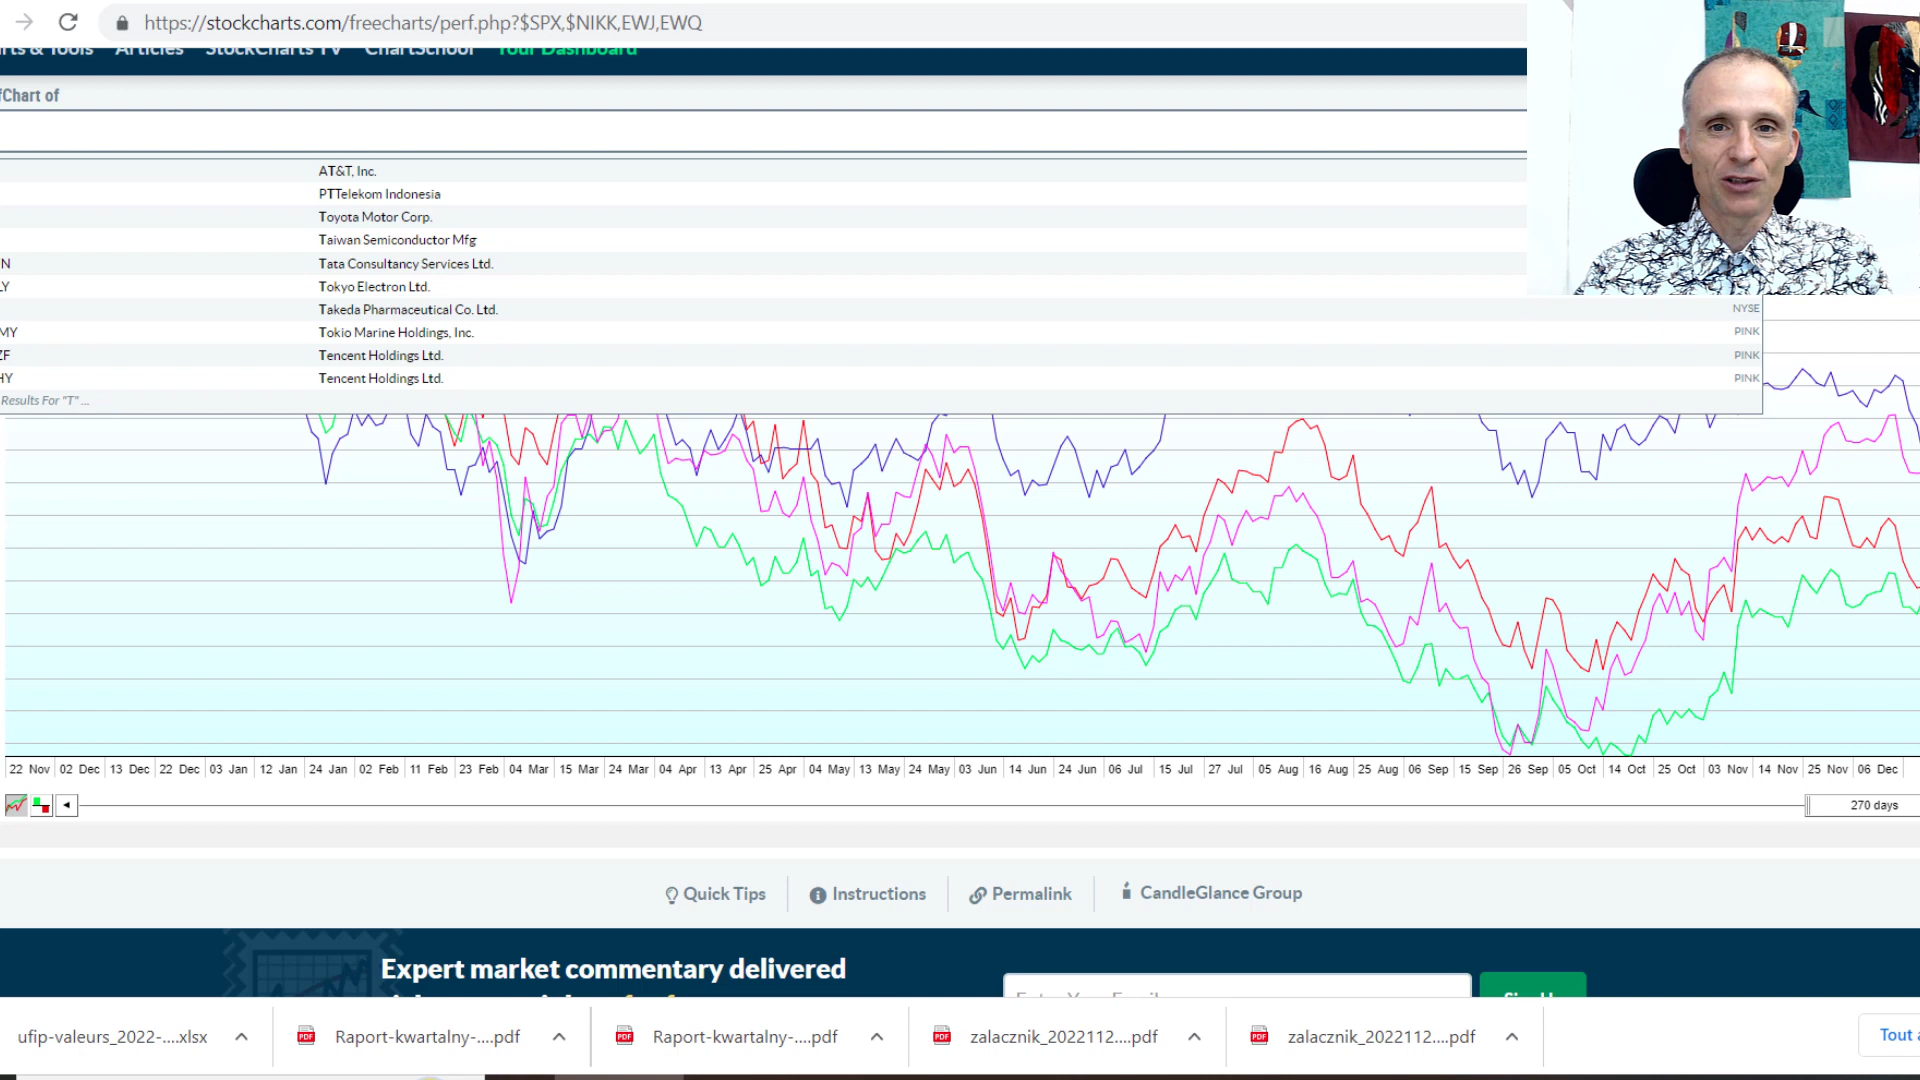 https://stockcharts.com/freecharts/perf.php?$SPX,$NIKK,EWJ,EWQ
rts & Tools Articles StockCharts TV ChartSchool Your Dashboard
fChart of
AT&T, Inc.
PTTelekom Indonesia
Toyota Motor Corp.
Taiwan Semiconductor Mfg
N Tata Consultancy Services Ltd.
LY Tokyo Electron Ltd.
Takeda Pharmaceutical Co. Ltd. NYSE
MY Tokio Marine Holdings, Inc. PINK
ZF Tencent Holdings Ltd. PINK
HY Tencent Holdings Ltd. PINK
Results For "T" ...
22 Nov 02 Dec 13 Dec 22 Dec 03 Jan 12 Jan 24 Jan 02 Feb 11 Feb 23 Feb 04 Mar 15 Mar 24 Mar 04 Apr 13 Apr 25 Apr 04 May 13 May 24 May 03 Jun 14 Jun 24 Jun 06 Jul 15 Jul 27 Jul 05 Aug 16 Aug 25 Aug 06 Sep 15 Sep 26 Sep 05 Oct 14 Oct 25 Oct 03 Nov 14 Nov 25 Nov 06 Dec
270 days
Quick Tips Instructions Permalink CandleGlance Group
Expert market commentary delivered
ufip-valeurs_2022-....xlsx Raport-kwartalny-....pdf Raport-kwartalny-....pdf zalacznik_2022112....pdf zalacznik_2022112....pdf Tout a